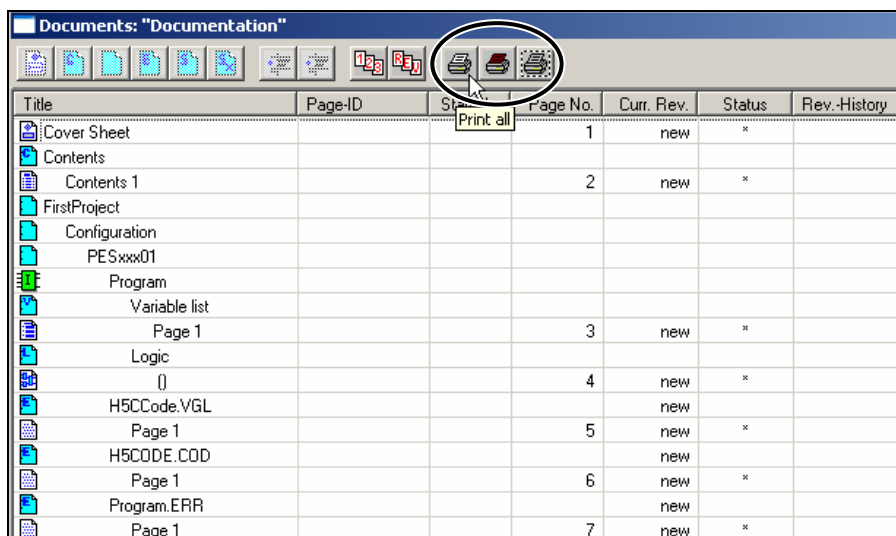 Documents: "Documentation"
123 REV
Title Page-ID Sta Page No. Curr. Rev. Status Rev.-History
Print all
Cover Sheet 1 new *
Contents
Contents 1 2 new *
FirstProject
Configuration
PESxxx01
Program
Variable list
Page 1 3 new *
Logic
() 4 new *
H5CCode.VGL new
Page 1 5 new *
H5CODE.COD new
Page 1 6 new *
Program.ERR new
Page 1 7 new *